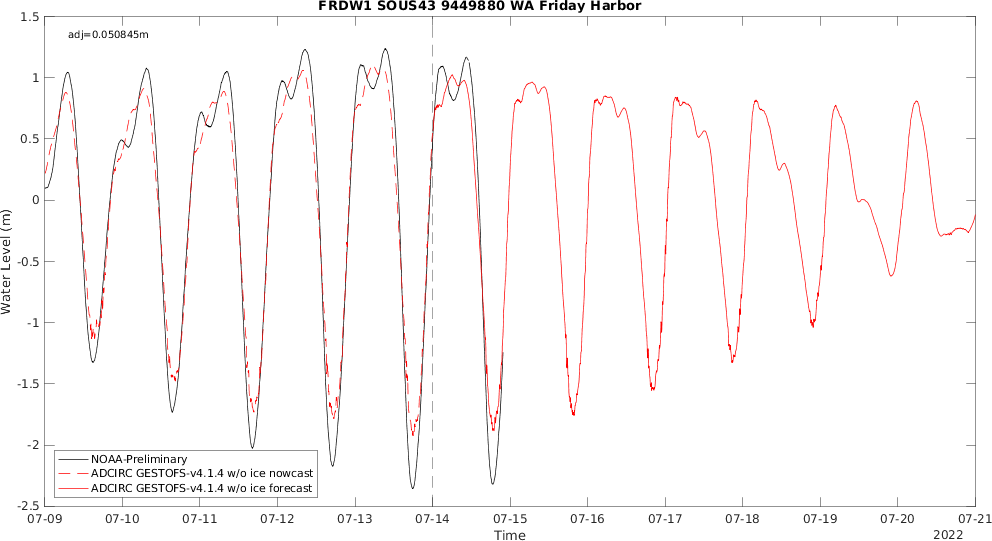 FRDW1 SOUS43 9449880 WA Friday Harbor
adj=0.050845m
1.5
1
0.5
0
-0.5
-1
-1.5
-2
-2.5
Water Level (m)
NOAA-Preliminary
ADCIRC GESTOFS-v4.1.4 w/o ice nowcast
ADCIRC GESTOFS-v4.1.4 w/o ice forecast
07-09 07-10 07-11 07-12 07-13 07-14 07-15 07-16 07-17 07-18 07-19 07-20 07-21
Time
2022